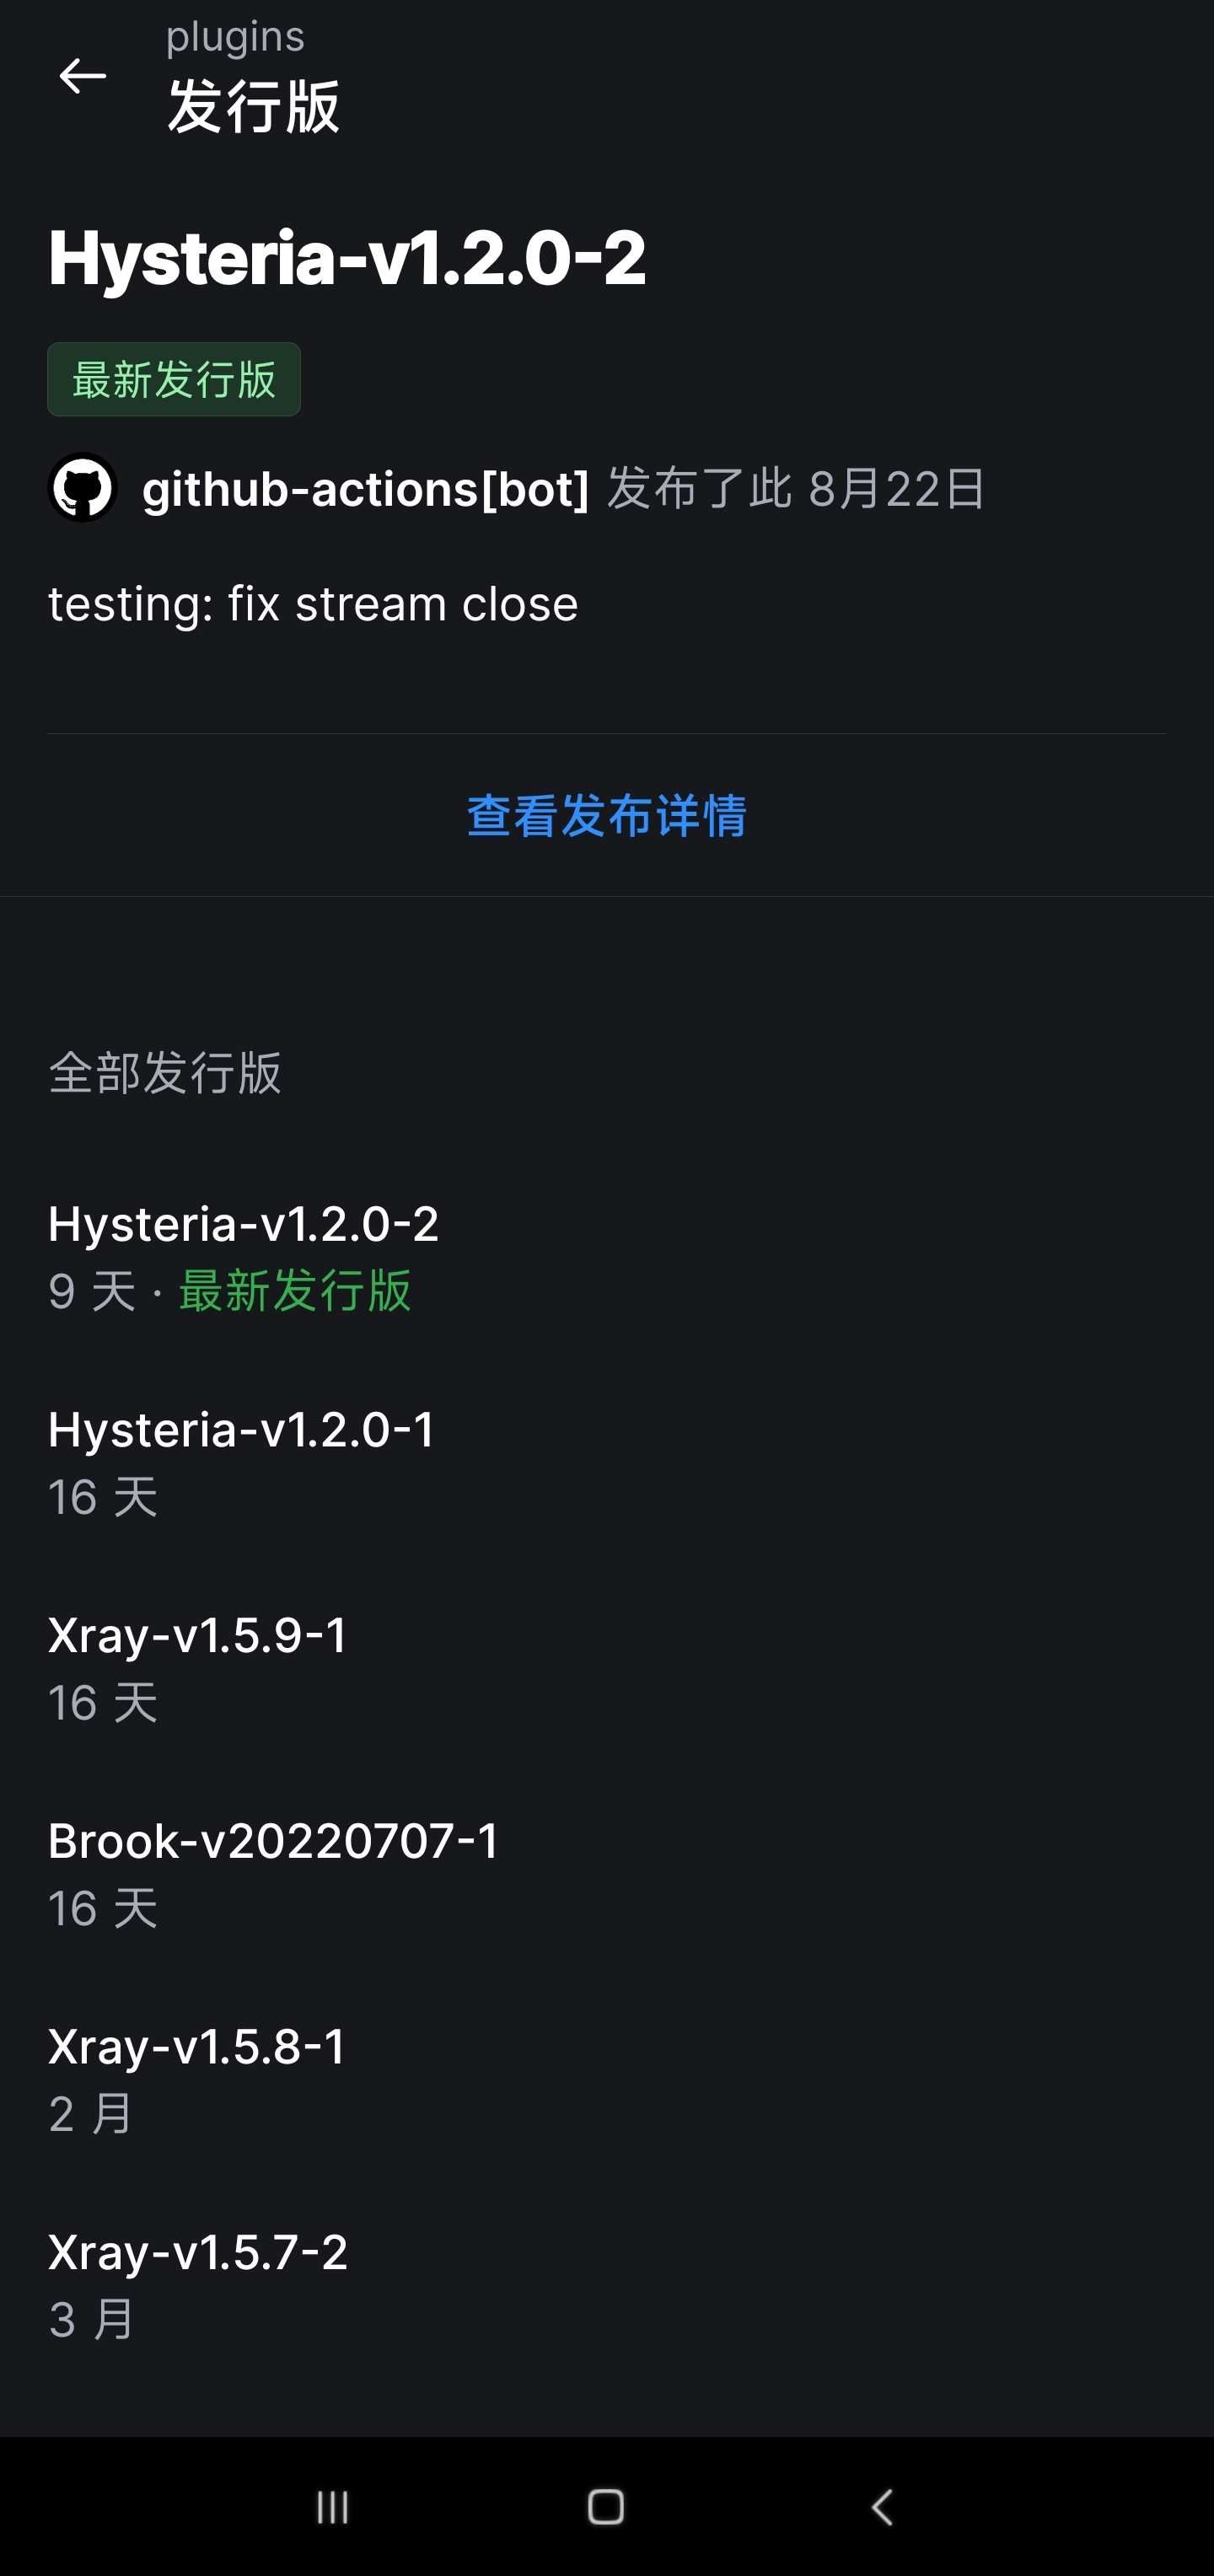 plugins
发行版
Hysteria-v1.2.0-2
最新发行版
github-actions[bot] 发布了此 8月22日
testing: fix stream close
查看发布详情
全部发行版
Hysteria-v1.2.0-2
9 天 · 最新发行版
Hysteria-v1.2.0-1
16 天
Xray-v1.5.9-1
16 天
Brook-v20220707-1
16 天
Xray-v1.5.8-1
2 月
Xray-v1.5.7-2
3 月